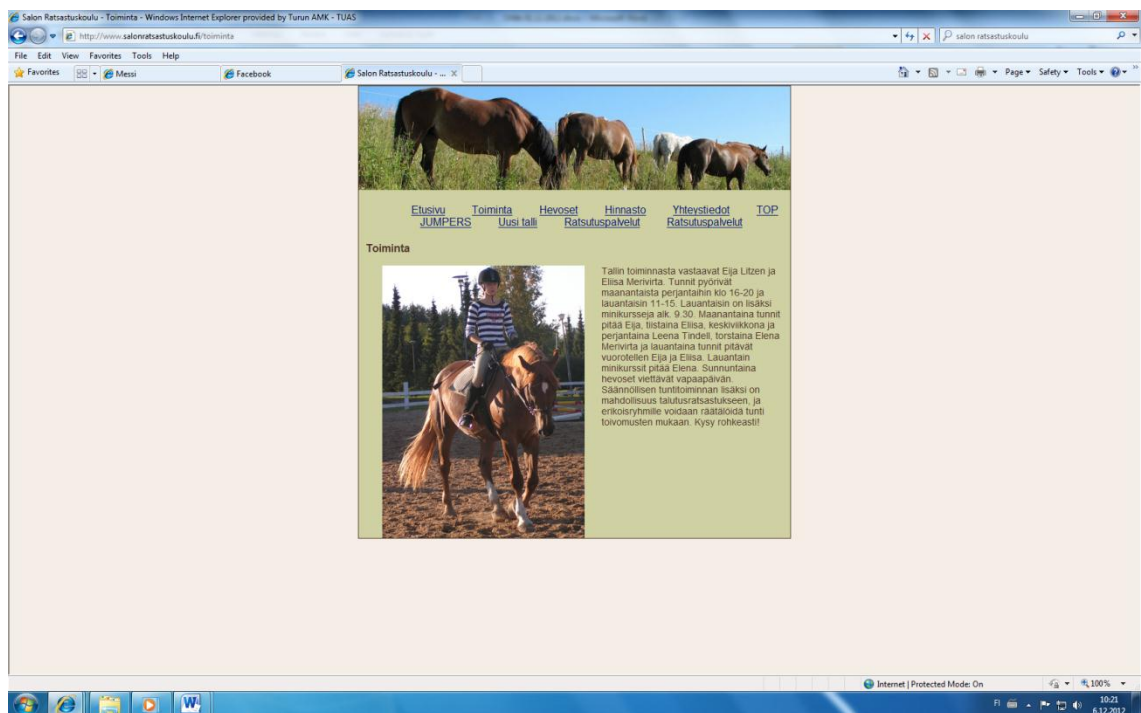 Salon Ratsastuskoulu - Toiminta - Windows Internet Explorer provided by Turun AMK - TUAS
http://www.salonratsastuskoulu.fi/toiminta
salon ratsastuskoulu
File Edit View Favorites Tools Help
Favorites Messi Facebook Salon Ratsastuskoulu - ... Page Safety Tools
Etusivu Toiminta Hevoset Hinnasto Yhteystiedot TOP
JUMPERS Uusi talli Ratsutuspalvelut Ratsutuspalvelut
Toiminta
Tallin toiminnasta vastaavat Eija Litzen ja
Eliisa Merivirta. Tunnit pyörivät
maanantaista perjantaihin klo 16-20 ja
lauantaisin 11-15. Lauantaisin on lisäksi
minikursseja alk. 9.30. Maanantaina tunnit
pitää Eija, tiistaina Eliisa, keskiviikkona ja
perjantaina Leena Tindell, torstaina Elena
Merivirta ja lauantaina tunnit pitävät
vuorotellen Eija ja Eliisa. Lauantain
minikurssit pitää Elena. Sunnuntaina
hevoset viettävät vapaapäivän.
Säännöllisen tuntitoiminnan lisäksi on
mahdollisuus talutusratsastukseen, ja
erikoisryhmille voidaan räätälöidä tunti
toivomusten mukaan. Kysy rohkeasti!
Internet | Protected Mode: On 100%
FI 10:21
6.12.2012